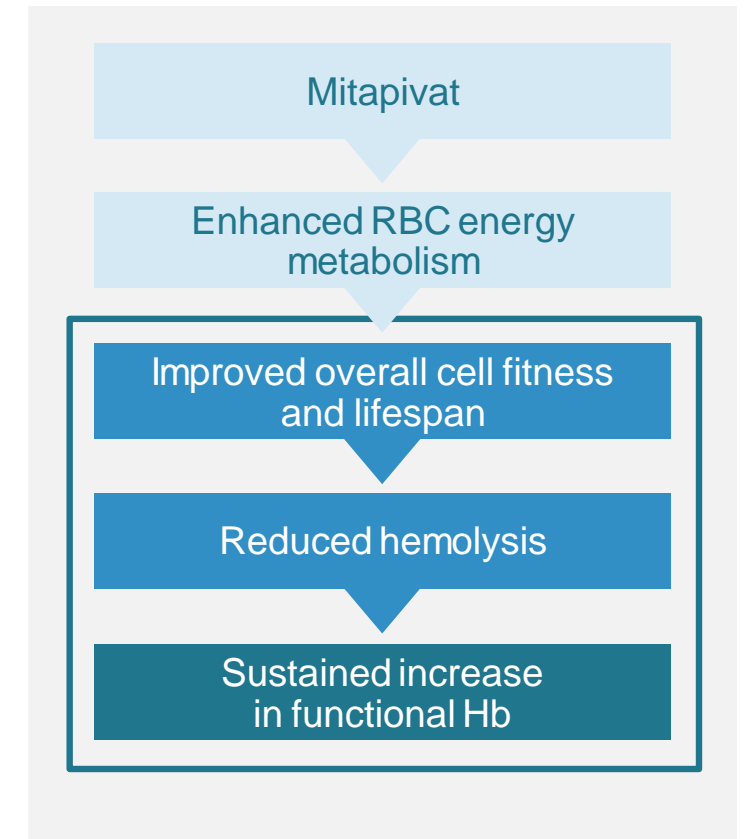 Mitapivat
Enhanced RBC energy
metabolism
Improved overall cell fitness
and lifespan
Reduced hemolysis
Sustained increase
in functional Hb